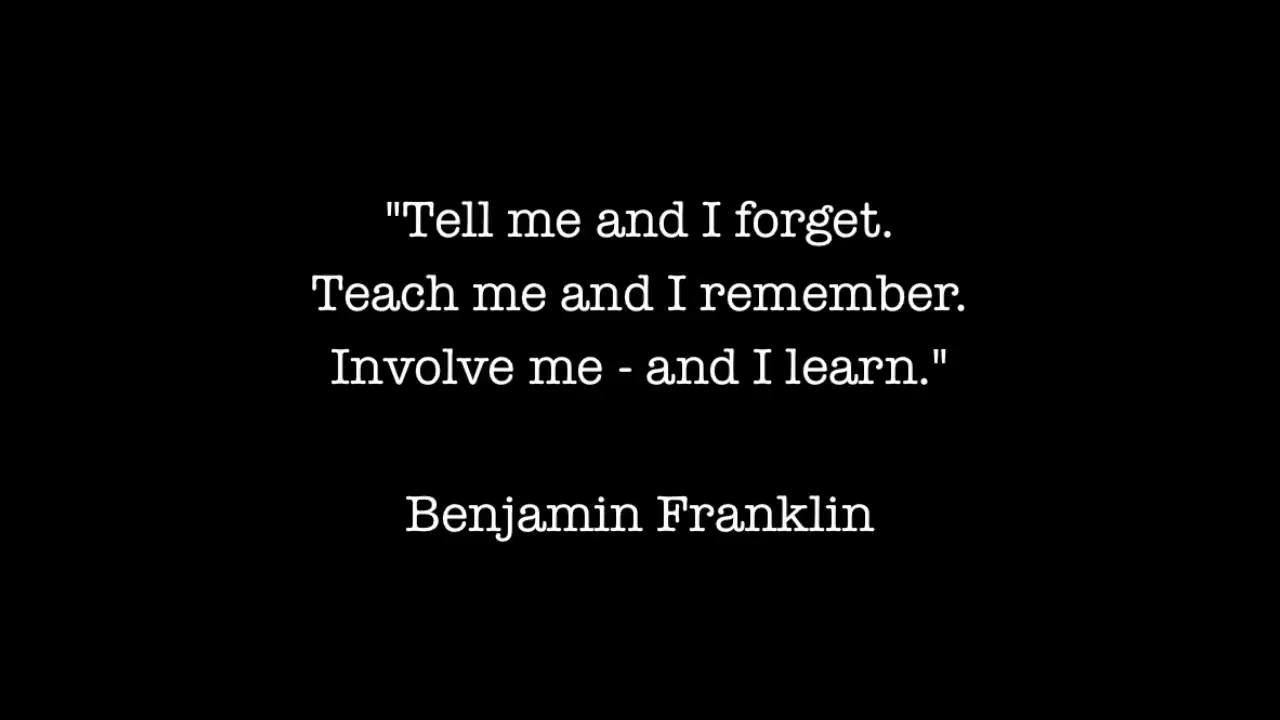 "Tell me and I forget.
Teach me and I remember.
Involve me - and I learn."
Benjamin Franklin